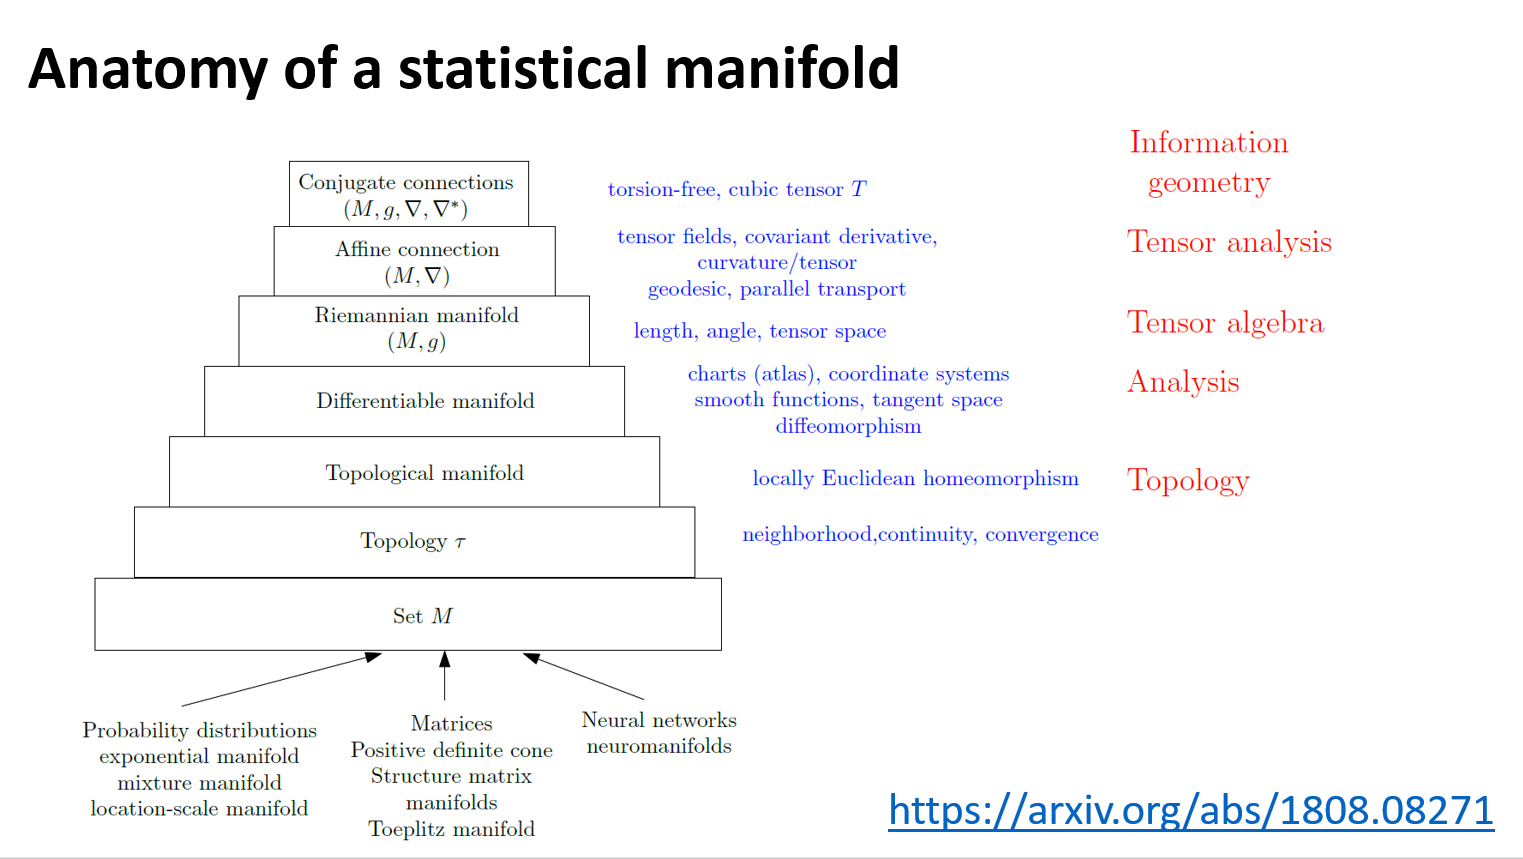 Anatomy of a statistical manifold
Conjugate connections
(M, g, ∇, ∇*)
torsion-free, cubic tensor T
Information
geometry
Affine connection
(M, ∇)
tensor fields, covariant derivative,
curvature/tensor
geodesic, parallel transport
Tensor analysis
Riemannian manifold
(M, g)
length, angle, tensor space
Tensor algebra
Differentiable manifold
charts (atlas), coordinate systems
smooth functions, tangent space
diffeomorphism
Analysis
Topological manifold
locally Euclidean homeomorphism
Topology
Topology τ
neighborhood,continuity, convergence
Set M
Probability distributions
exponential manifold
mixture manifold
location-scale manifold
Matrices
Positive definite cone
Structure matrix
manifolds
Toeplitz manifold
Neural networks
neuromanifolds
https://arxiv.org/abs/1808.08271